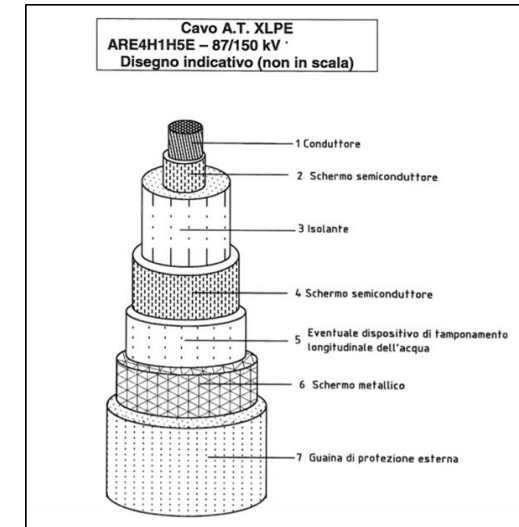 Cavo A.T. XLPE
ARE4H1H5E – 87/150 kV
Disegno indicativo (non in scala)
1 Conduttore
2 Schermo semiconduttore
3 Isolante
4 Schermo semiconduttore
5 Eventuale dispositivo di tamponamento
longitudinale dell'acqua
6 Schermo metallico
7 Guaina di protezione esterna